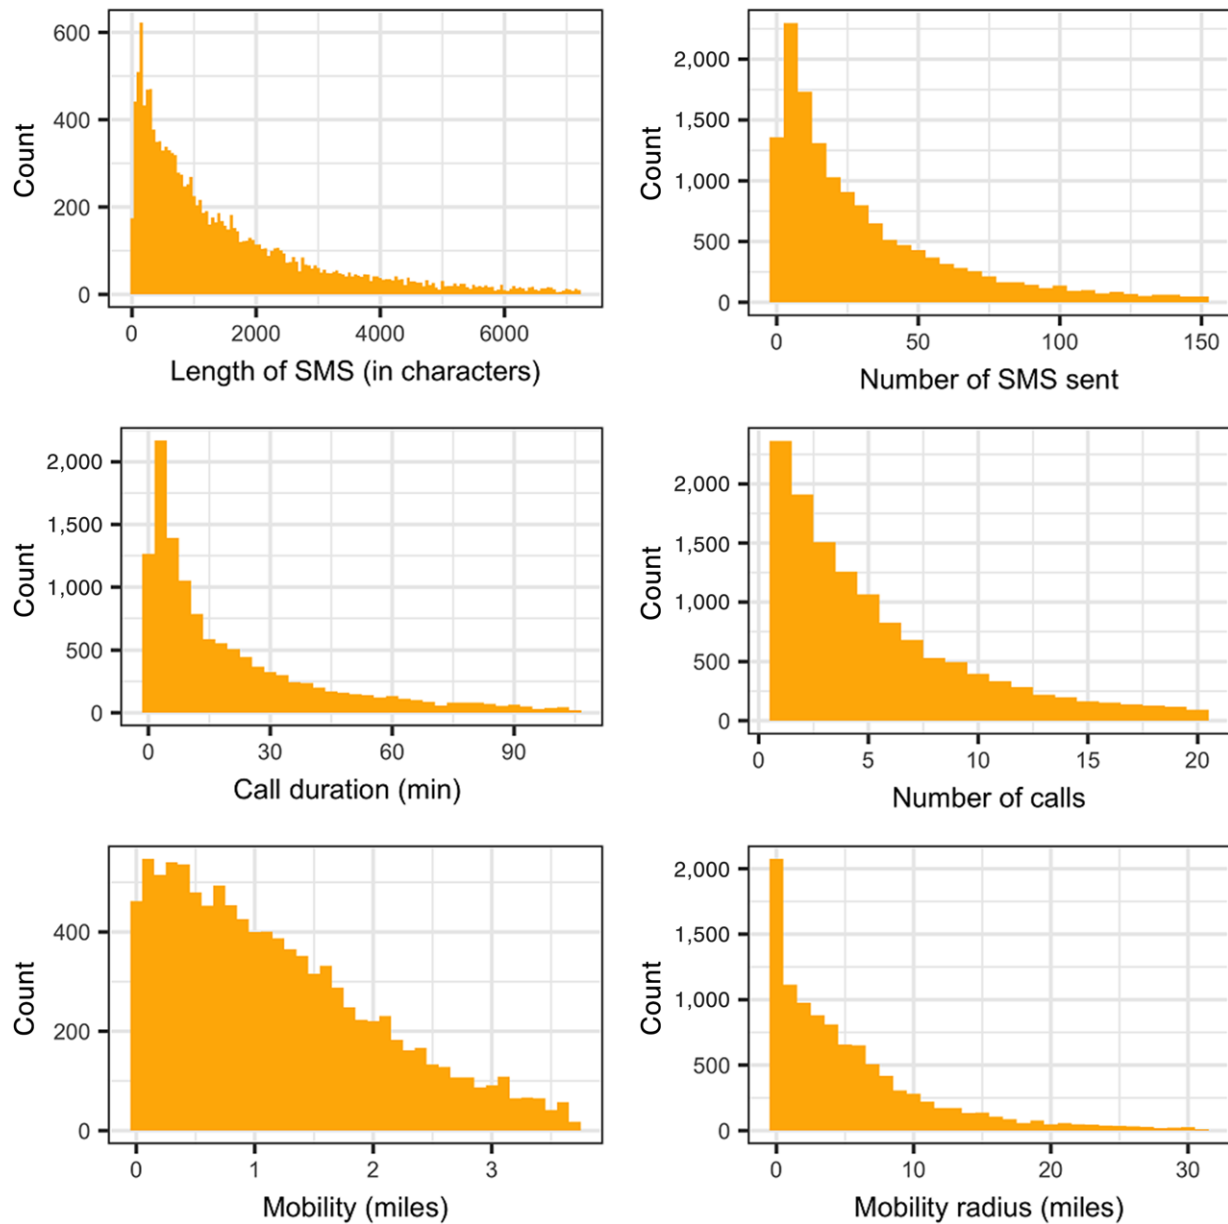 600
400
200
0
Count
0 2000 4000 6000
Length of SMS (in characters)
2,000
1,500
1,000
500
0
Count
0 50 100 150
Number of SMS sent
2,000
1,500
1,000
500
0
Count
0 30 60 90
Call duration (min)
2,000
1,500
1,000
500
0
Count
0 5 10 15 20
Number of calls
400
200
0
Count
0 1 2 3
Mobility (miles)
2,000
1,500
1,000
500
0
Count
0 10 20 30
Mobility radius (miles)